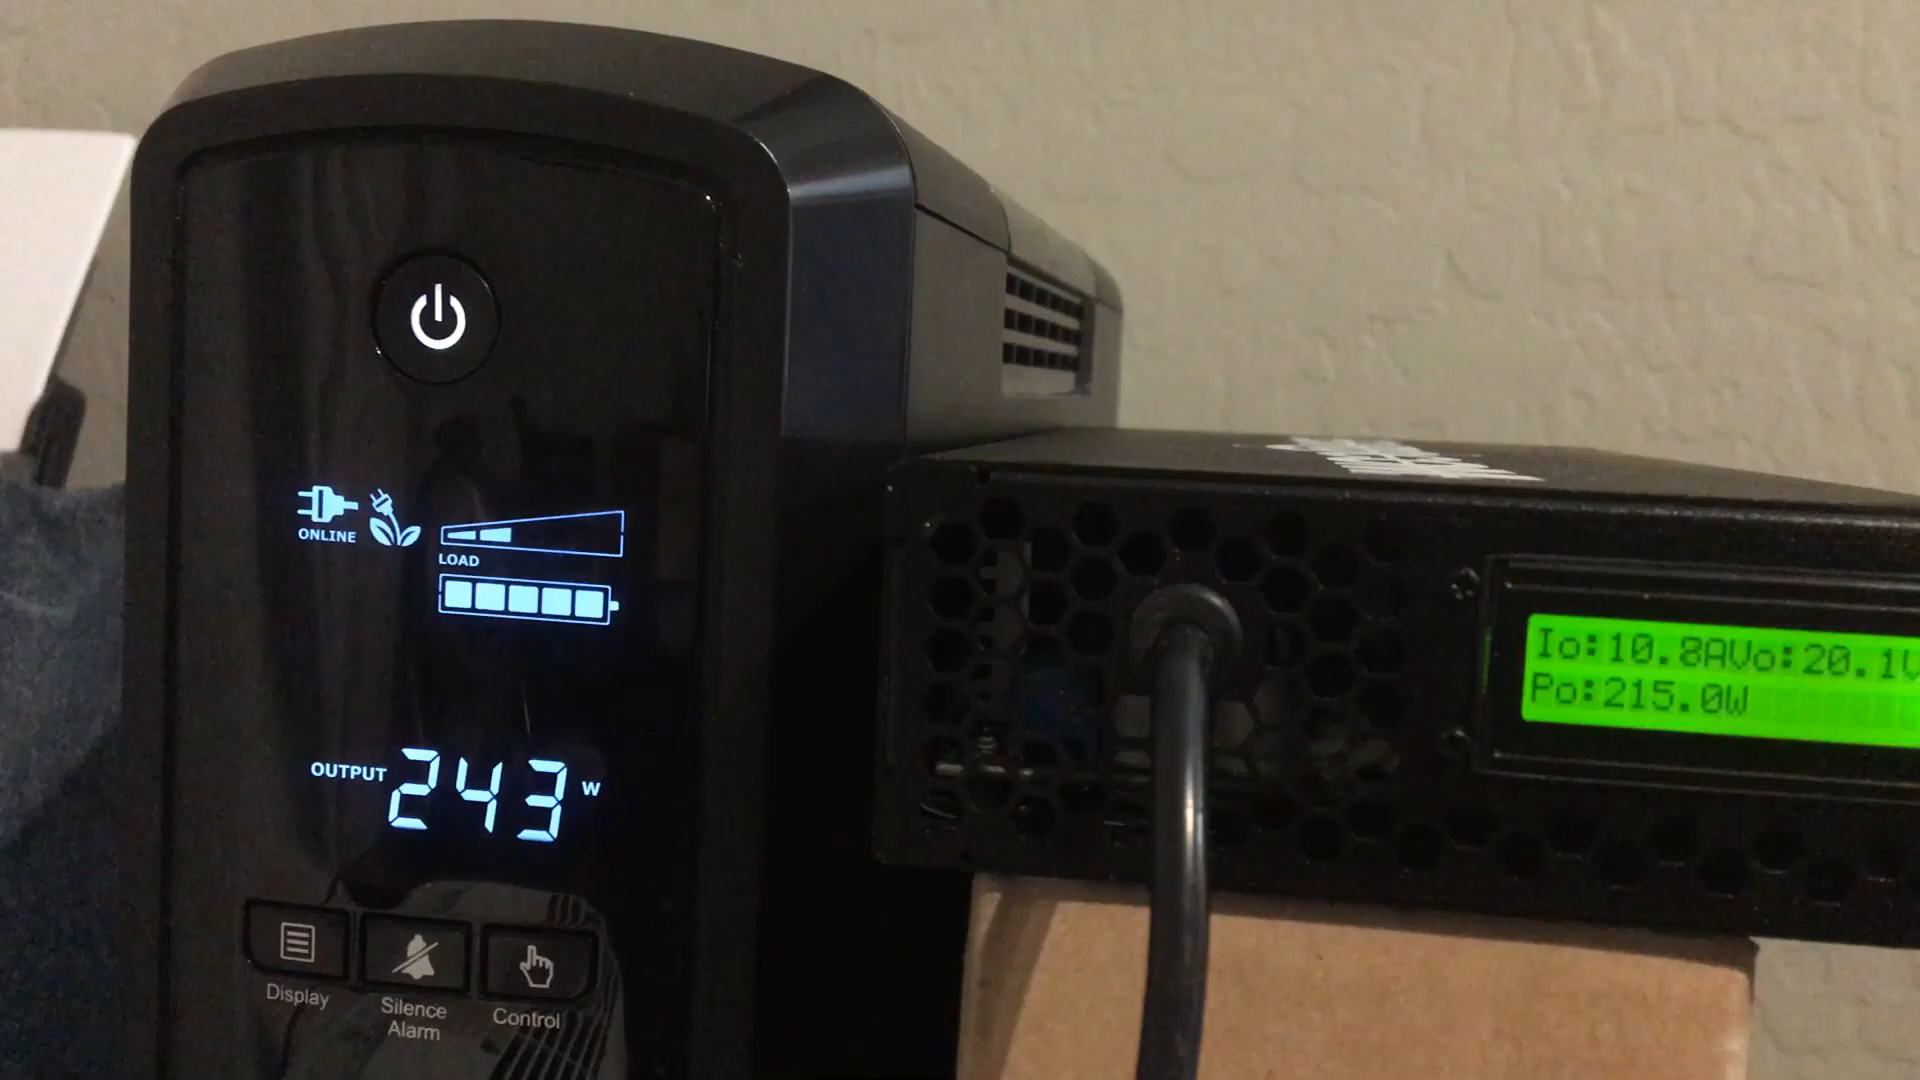 ONLINE
LOAD
OUTPUT 243 W
Display
Silence
Alarm
Control
Io:10.8AVo:20.1V
Po:215.0W